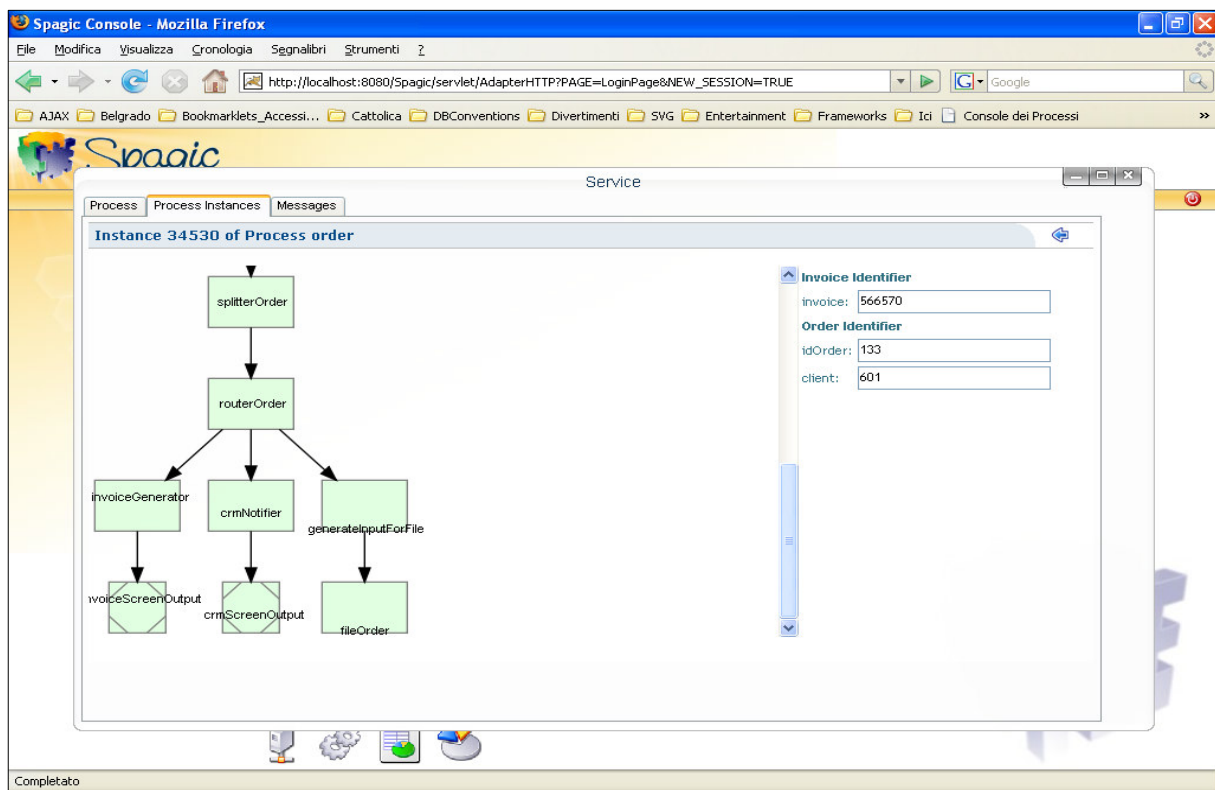 Spagic Console - Mozilla Firefox
File Modifica Visualizza Cronologia Segnalibri Strumenti ?
http://localhost:8080/Spagic/servlet/AdapterHTTP?PAGE=LoginPage&NEW_SESSION=TRUE G Google
AJAX Belgrado Bookmarklets_Accessi... Cattolica DBConventions Divertimenti SVG Entertainment Frameworks Ici Console dei Processi »
Spagic
Service
Process Process Instances Messages
Instance 34530 of Process order
splitterOrder
routerOrder
invoiceGenerator crmNotifier generateInputForFile
nvoiceScreenOutput crmScreenOutput fileOrder
Invoice Identifier
invoice: 566570
Order Identifier
idOrder: 133
client: 601
Completato